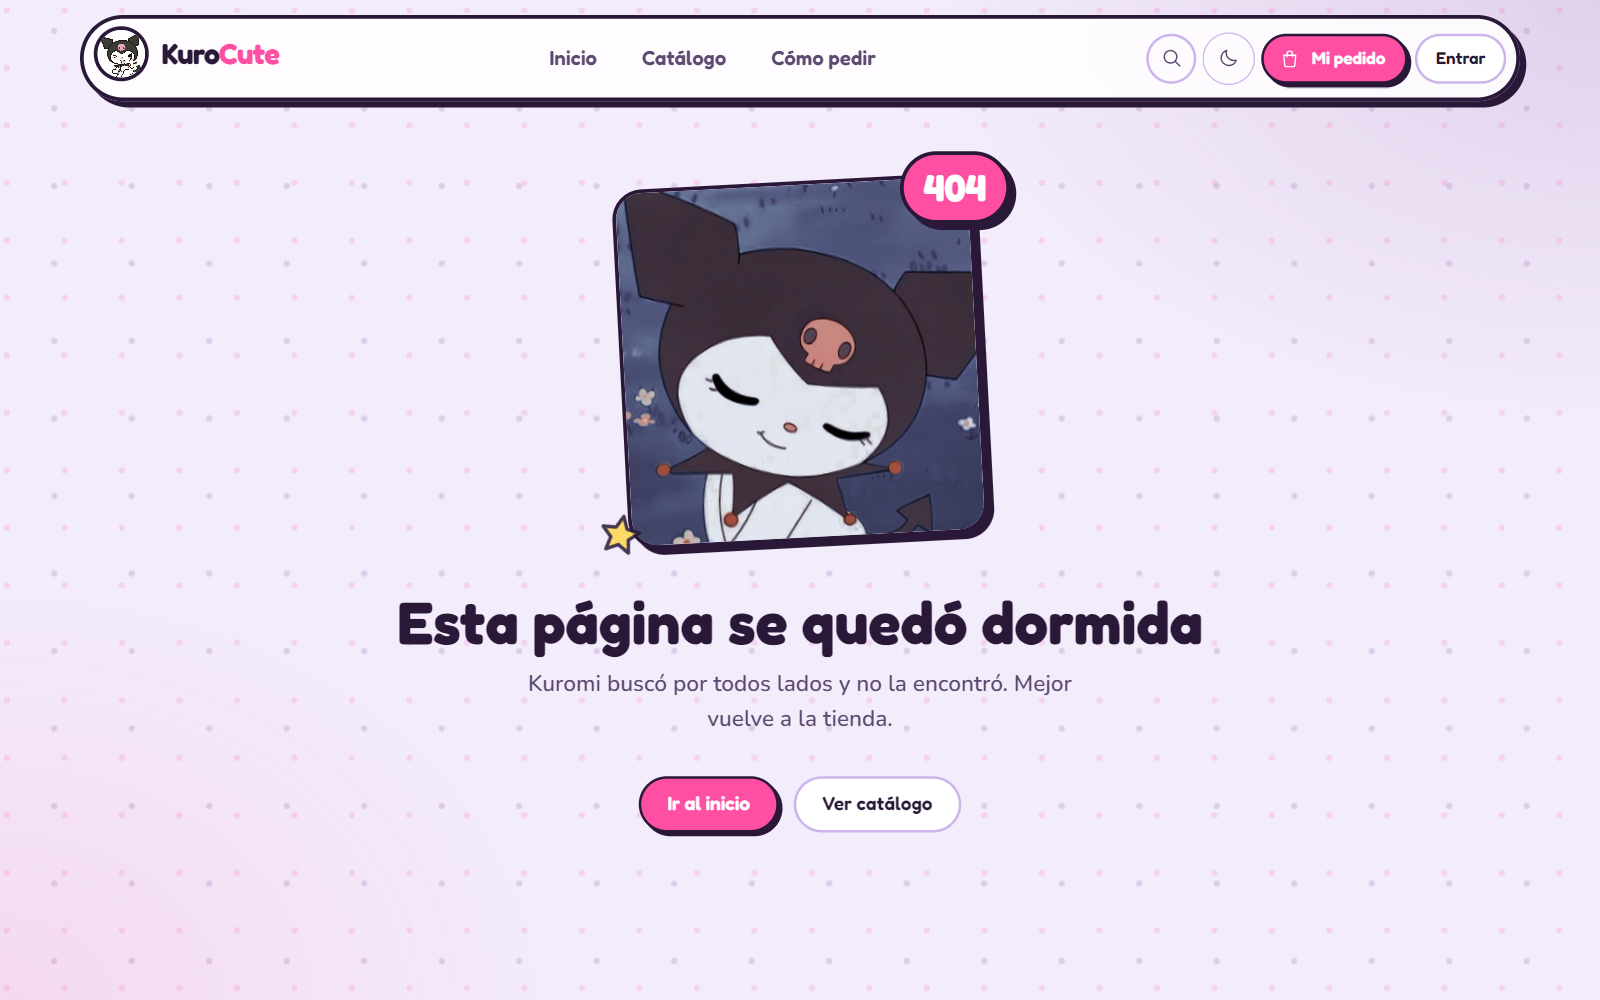 KuroCute
Inicio
Catálogo
Cómo pedir
Mi pedido
Entrar
404
Esta página se quedó dormida
Kuromi buscó por todos lados y no la encontró. Mejor
vuelve a la tienda.
Ir al inicio
Ver catálogo